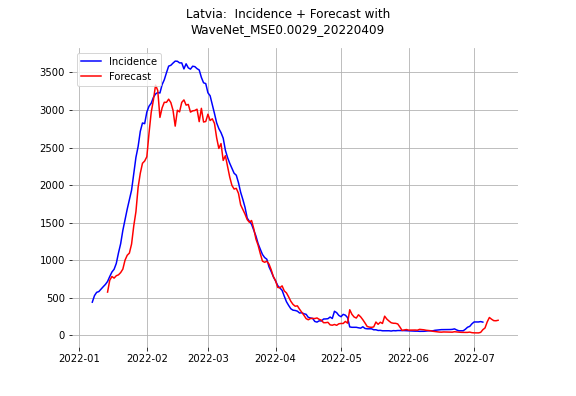 Latvia:  Incidence + Forecast with
WaveNet_MSE0.0029_20220409
Incidence
Forecast
3500
3000
2500
2000
1500
1000
500
0
2022-01 2022-02 2022-03 2022-04 2022-05 2022-06 2022-07